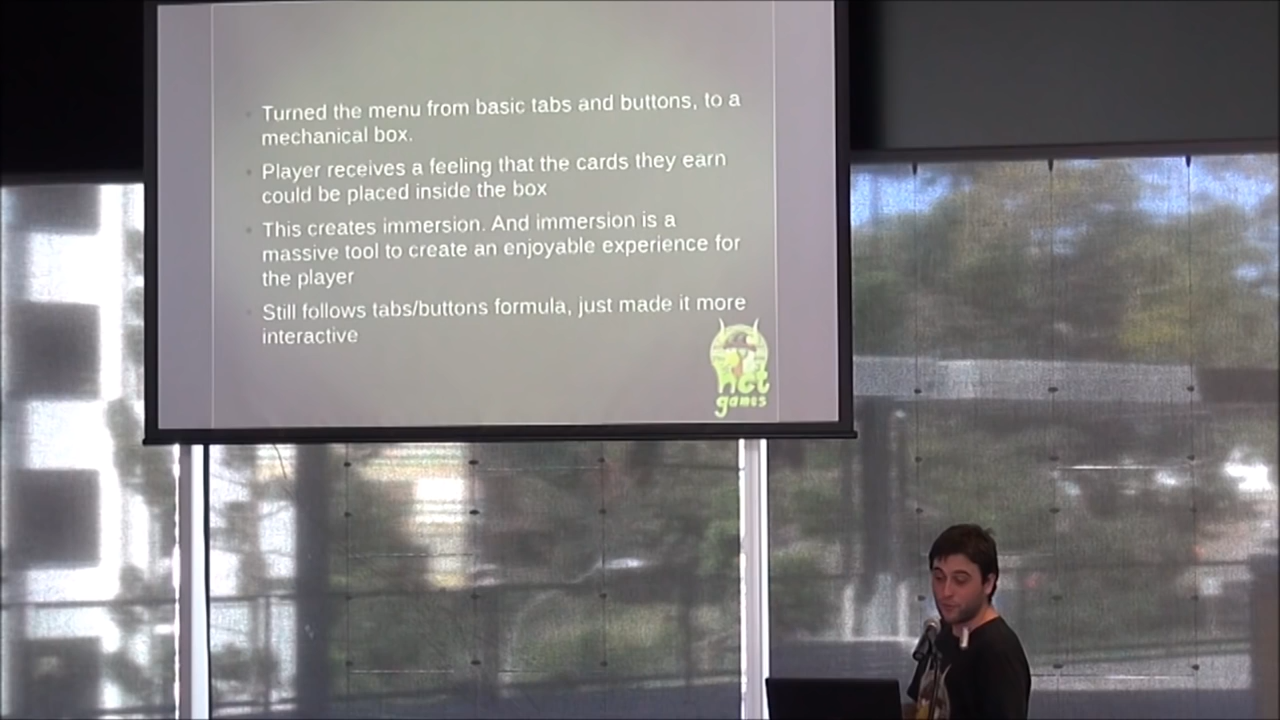 Turned the menu from basic tabs and buttons, to a
mechanical box.
Player receives a feeling that the cards they earn
could be placed inside the box
This creates immersion. And immersion is a
massive tool to create an enjoyable experience for
the player
Still follows tabs/buttons formula, just made it more
interactive
nct
games